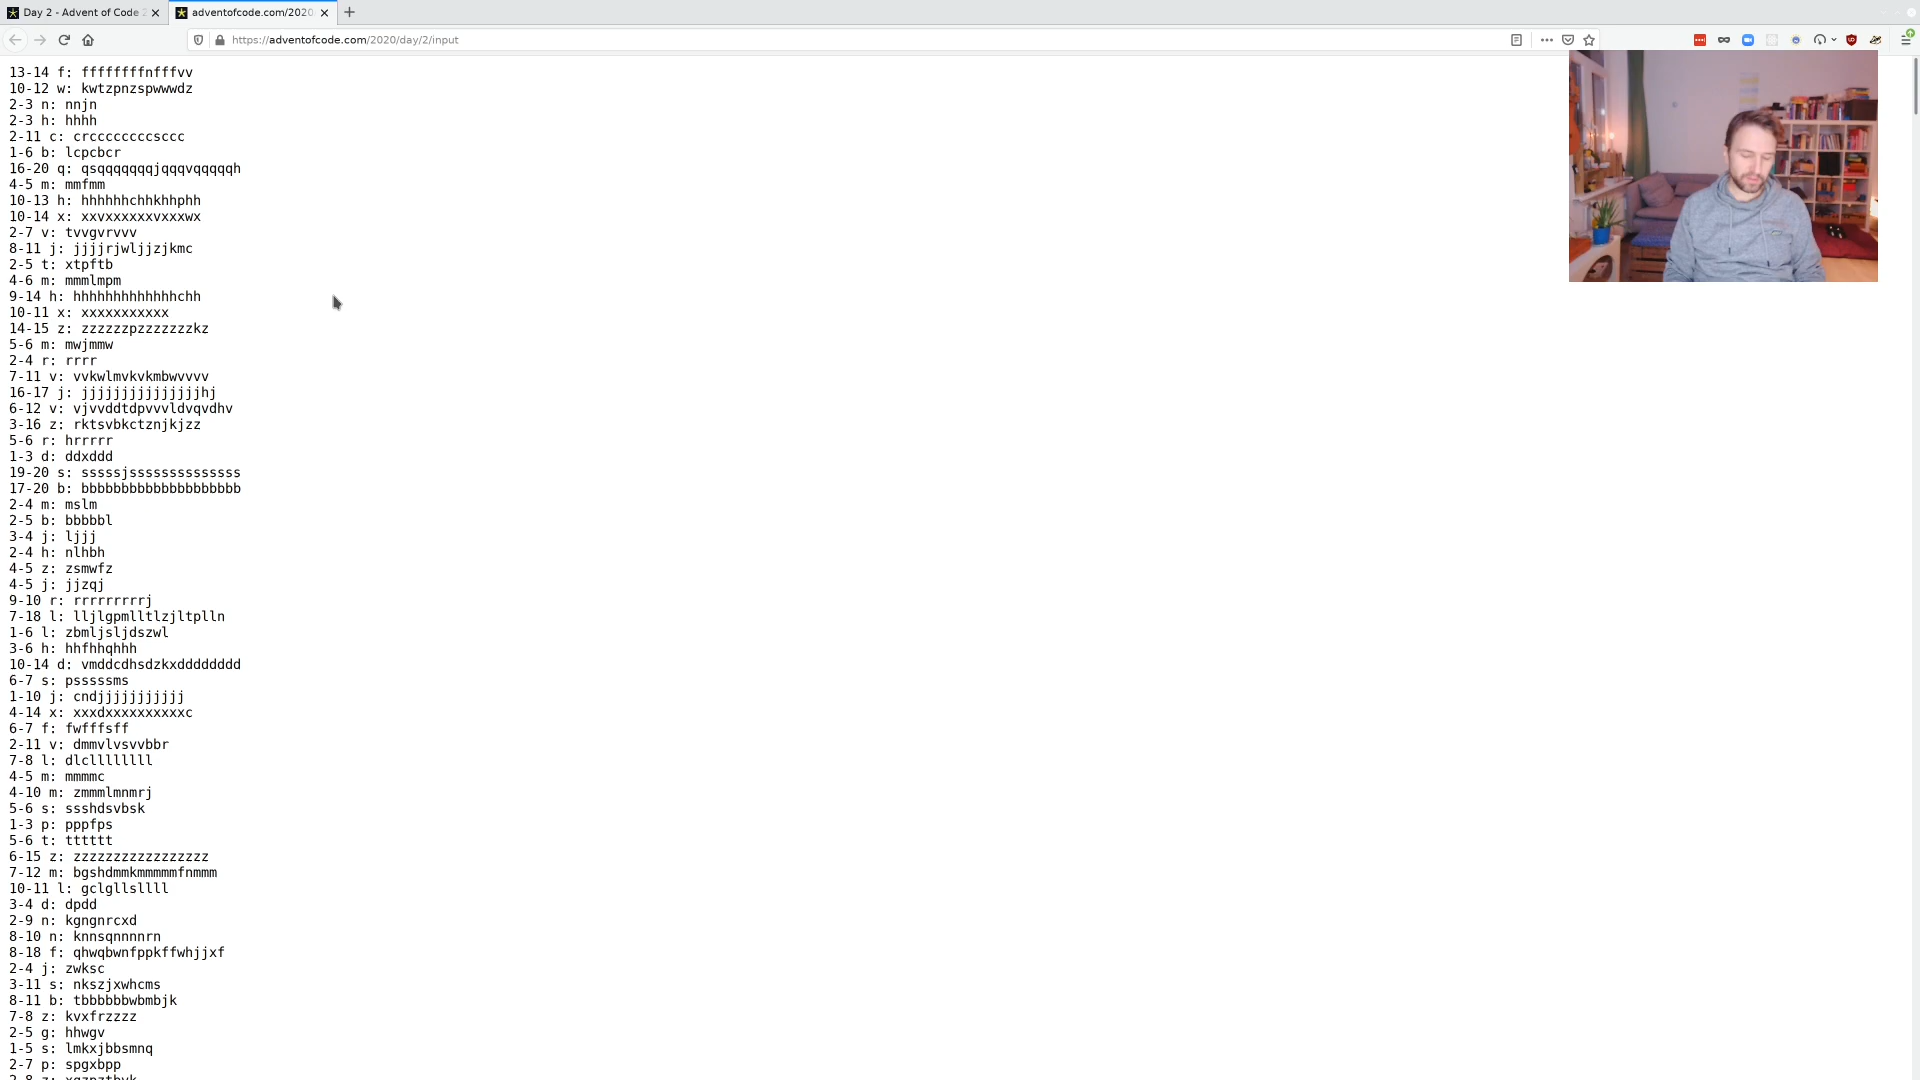 Day 2 - Advent of Code 2
adventofcode.com/2020
https://adventofcode.com/2020/day/2/input
13-14 f: ffffffffnfffvv
10-12 w: kwtzpnzspwwwdz
2-3 n: nnjn
2-3 h: hhhh
2-11 c: crcccccccsccc
1-6 b: lcpcbcr
16-20 q: qsqqqqqqqjqqqvqqqqqh
4-5 m: mmfmm
10-13 h: hhhhhhchhkhhphh
10-14 x: xxvxxxxxxvxxxwx
2-7 v: tvvgvrvvv
8-11 j: jjjjrjwljjzjkmc
2-5 t: xtpftb
4-6 m: mmmlmpm
9-14 h: hhhhhhhhhhhhhchh
10-11 x: xxxxxxxxxxx
14-15 z: zzzzzzpzzzzzzzkz
5-6 m: mwjmmw
2-4 r: rrrr
7-11 v: vvkwlmvkvkmbwvvvv
16-17 j: jjjjjjjjjjjjjjjhj
6-12 v: vjvvddtdpvvvldvqvdhv
3-16 z: rktsvbkctznjkjzz
5-6 r: hrrrrr
1-3 d: ddxddd
19-20 s: sssssjssssssssssssss
17-20 b: bbbbbbbbbbbbbbbbbbbb
2-4 m: mslm
2-5 b: bbbbbl
3-4 j: ljjj
2-4 h: nlhbh
4-5 z: zsmwfz
4-5 j: jjzqj
9-10 r: rrrrrrrrrj
7-18 l: lljlgpmlltlzjltplln
1-6 l: zbmljsljdszwl
3-6 h: hhfhhqhhh
10-14 d: vmddcdhsdzkxdddddddd
6-7 s: psssssms
1-10 j: cndjjjjjjjjjjj
4-14 x: xxxdxxxxxxxxxc
6-7 f: fwfffsff
2-11 v: dmmvlvsvvbbr
7-8 l: dlcllllllll
4-5 m: mmmmc
4-10 m: zmmmlmnmrj
5-6 s: ssshdsvbsk
1-3 p: pppfps
5-6 t: tttttt
6-15 z: zzzzzzzzzzzzzzzzz
7-12 m: bgshdmmkmmmmmfnmmm
10-11 l: gclgllsllll
3-4 d: dpdd
2-9 n: kgngnrcxd
8-10 n: knnsqnnnnrn
8-18 f: qhwqbwnfppkffwhjjxf
2-4 j: zwksc
3-11 s: nkszjxwhcms
8-11 b: tbbbbbbwbmbjk
7-8 z: kvxfrzzzz
2-5 g: hhwgv
1-5 s: lmkxjbbsmnq
2-7 p: spgxbpp